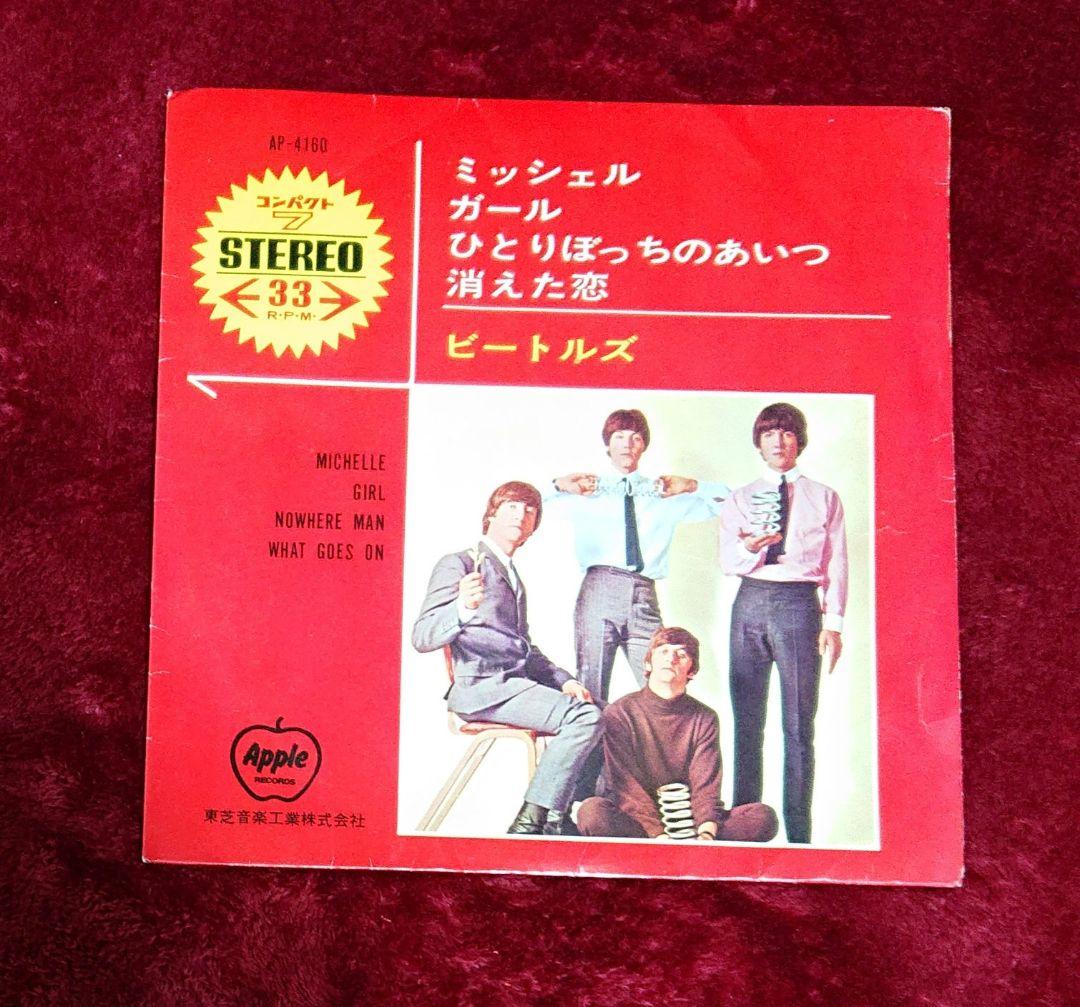 AP-4160
コンパクト
7
STEREO
33
R·P·M·
ミッシェル
ガール
ひとりぼっちのあいつ
消えた恋
ビートルズ
MICHELLE
GIRL
NOWHERE MAN
WHAT GOES ON
Apple
RECORDS
東芝音楽工業株式会社